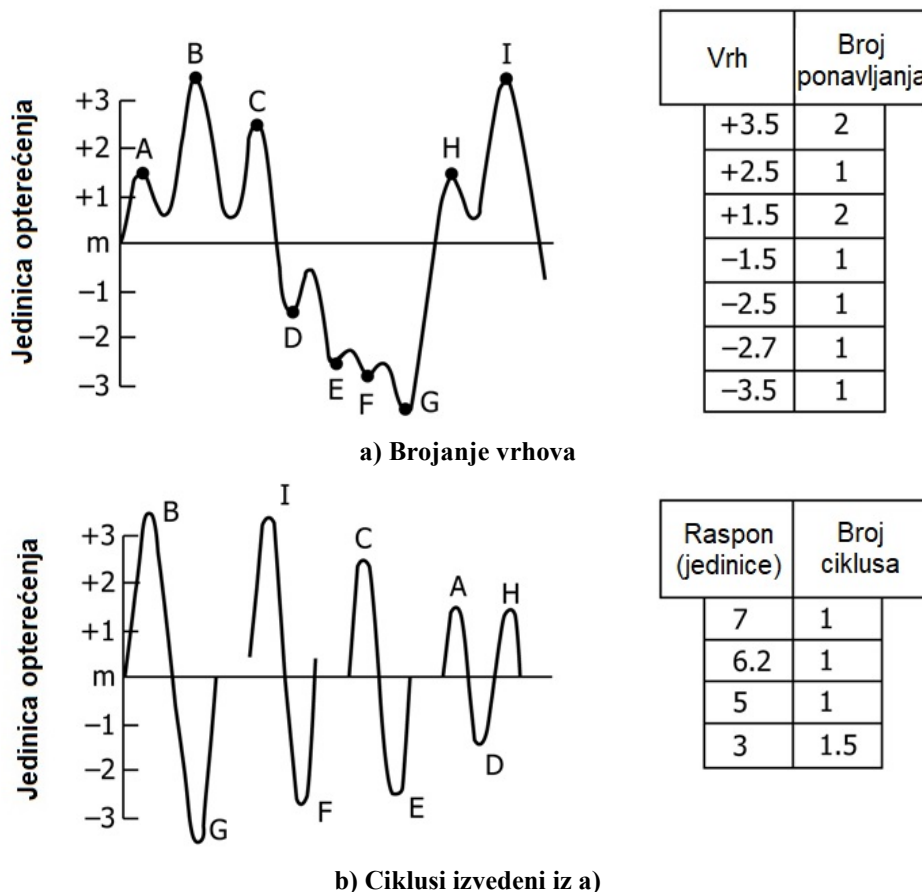 Jedinica opterećenja
+3
+2
+1
m
−1
−2
−3
A
B
C
D
E
F
G
H
I
Vrh Broj ponavljanja
+3.5 2
+2.5 1
+1.5 2
−1.5 1
−2.5 1
−2.7 1
−3.5 1
a) Brojanje vrhova
Jedinica opterećenja
+3
+2
+1
m
−1
−2
−3
B
G
I
F
C
E
A
D
H
Raspon (jedinice) Broj ciklusa
7 1
6.2 1
5 1
3 1.5
b) Ciklusi izvedeni iz a)